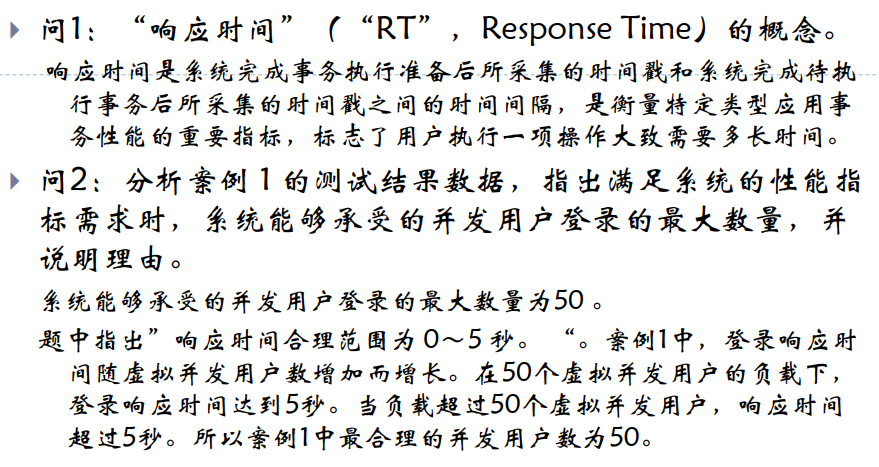 问1：“响应时间”（“RT”，Response Time）的概念。
响应时间是系统完成事务执行准备后所采集的时间戳和系统完成待执
行事务后所采集的时间戳之间的时间间隔，是衡量特定类型应用事
务性能的重要指标，标志了用户执行一项操作大致需要多长时间。
问2：分析案例1的测试结果数据，指出满足系统的性能指
标需求时，系统能够承受的并发用户登录的最大数量，并
说明理由。
系统能够承受的并发用户登录的最大数量为50。
题中指出”响应时间合理范围为0～5秒。“。案例1中，登录响应时
间随虚拟并发用户数增加而增长。在50个虚拟并发用户的负载下，
登录响应时间达到5秒。当负载超过50个虚拟并发用户，响应时间
超过5秒。所以案例1中最合理的并发用户数为50。